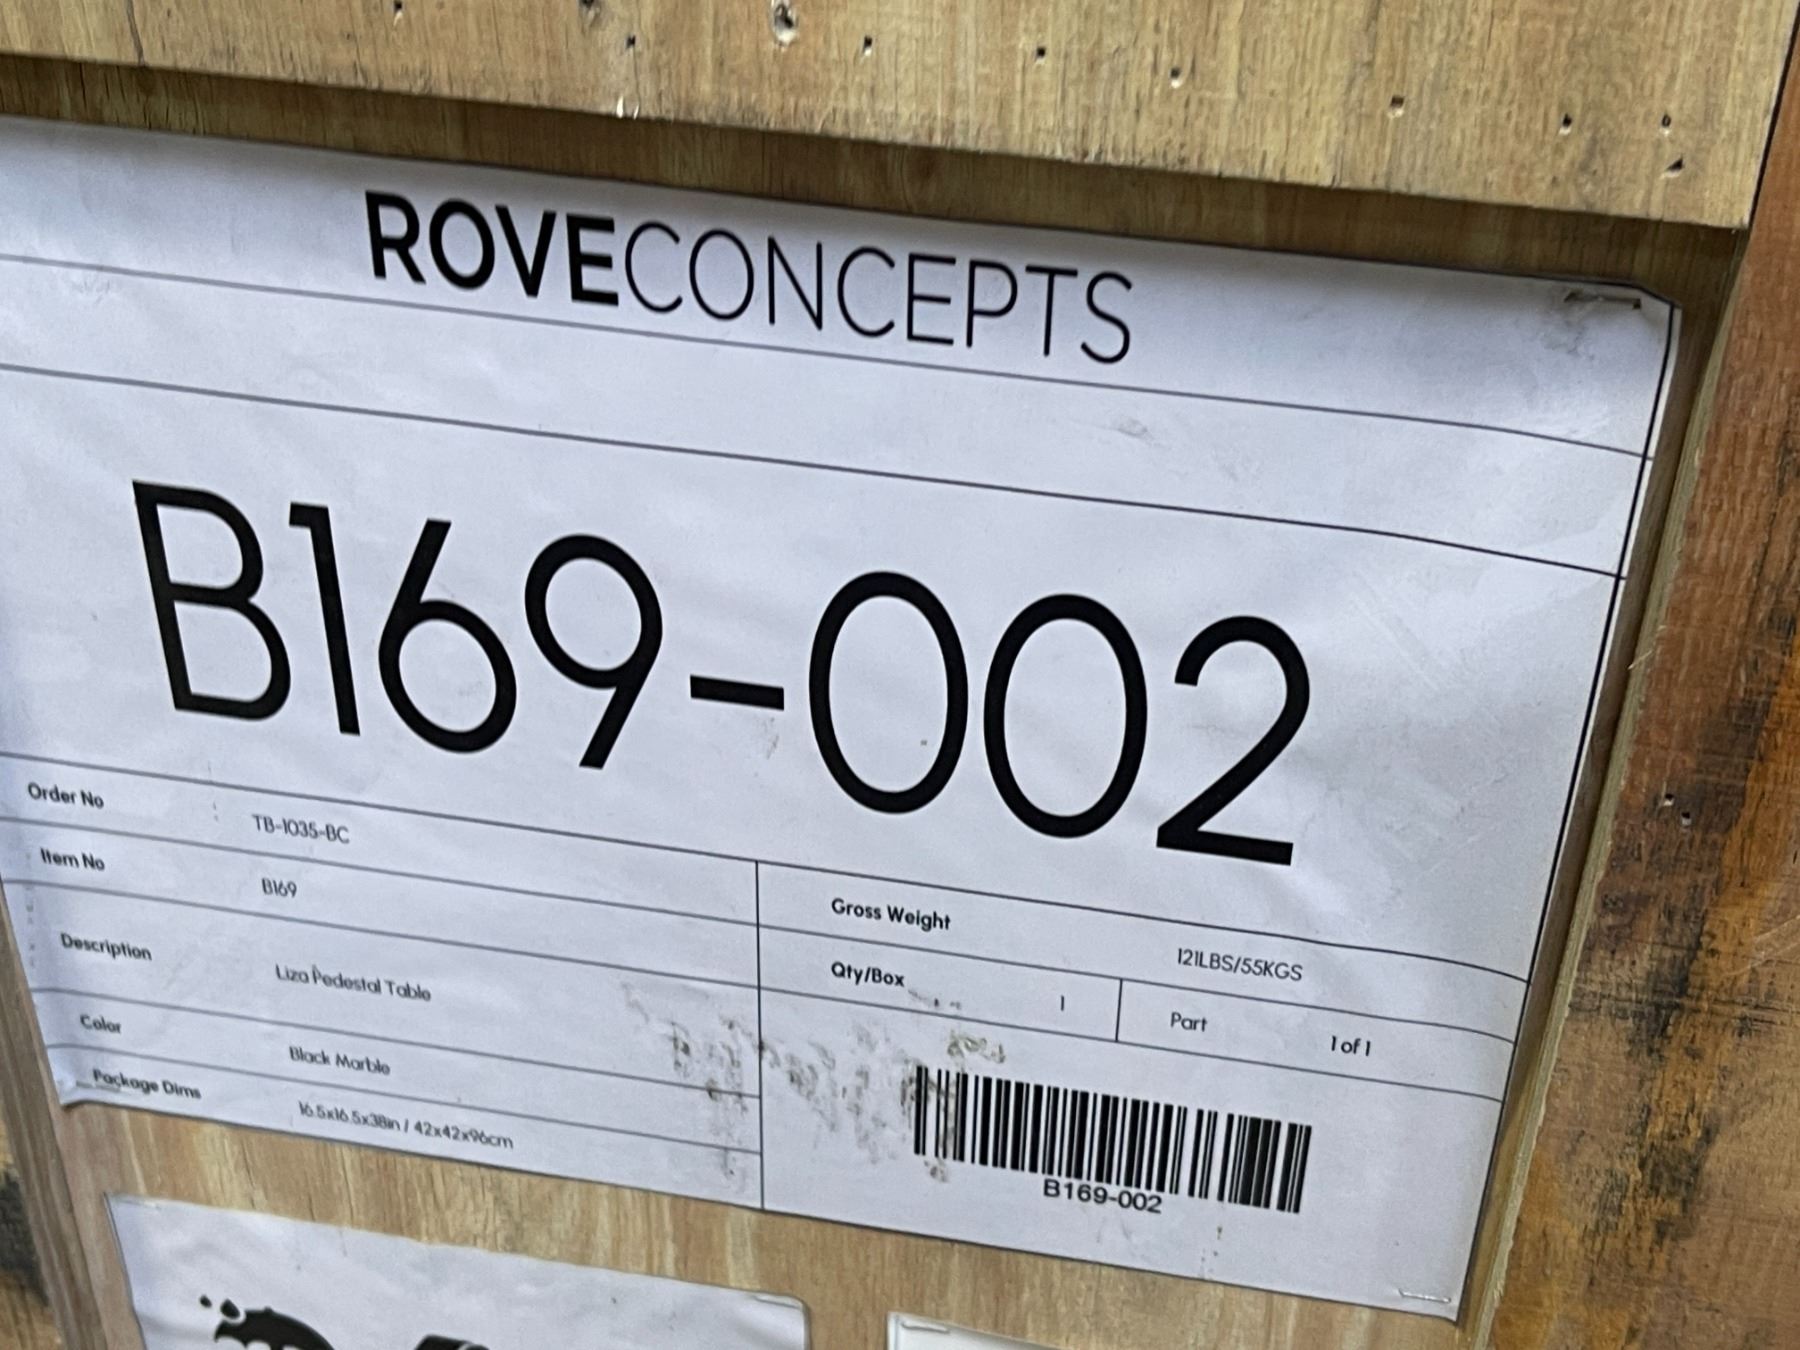 ROVECONCEPTS
B169-002
Order No TB-1035-BC
Item No B169
Description Liza Pedestal Table
Color Black Marble
Package Dims 16.5x16.5x38in / 42x42x96cm
Gross Weight 121LBS/55KGS
Qty/Box 1 Part 1 of 1
B169-002